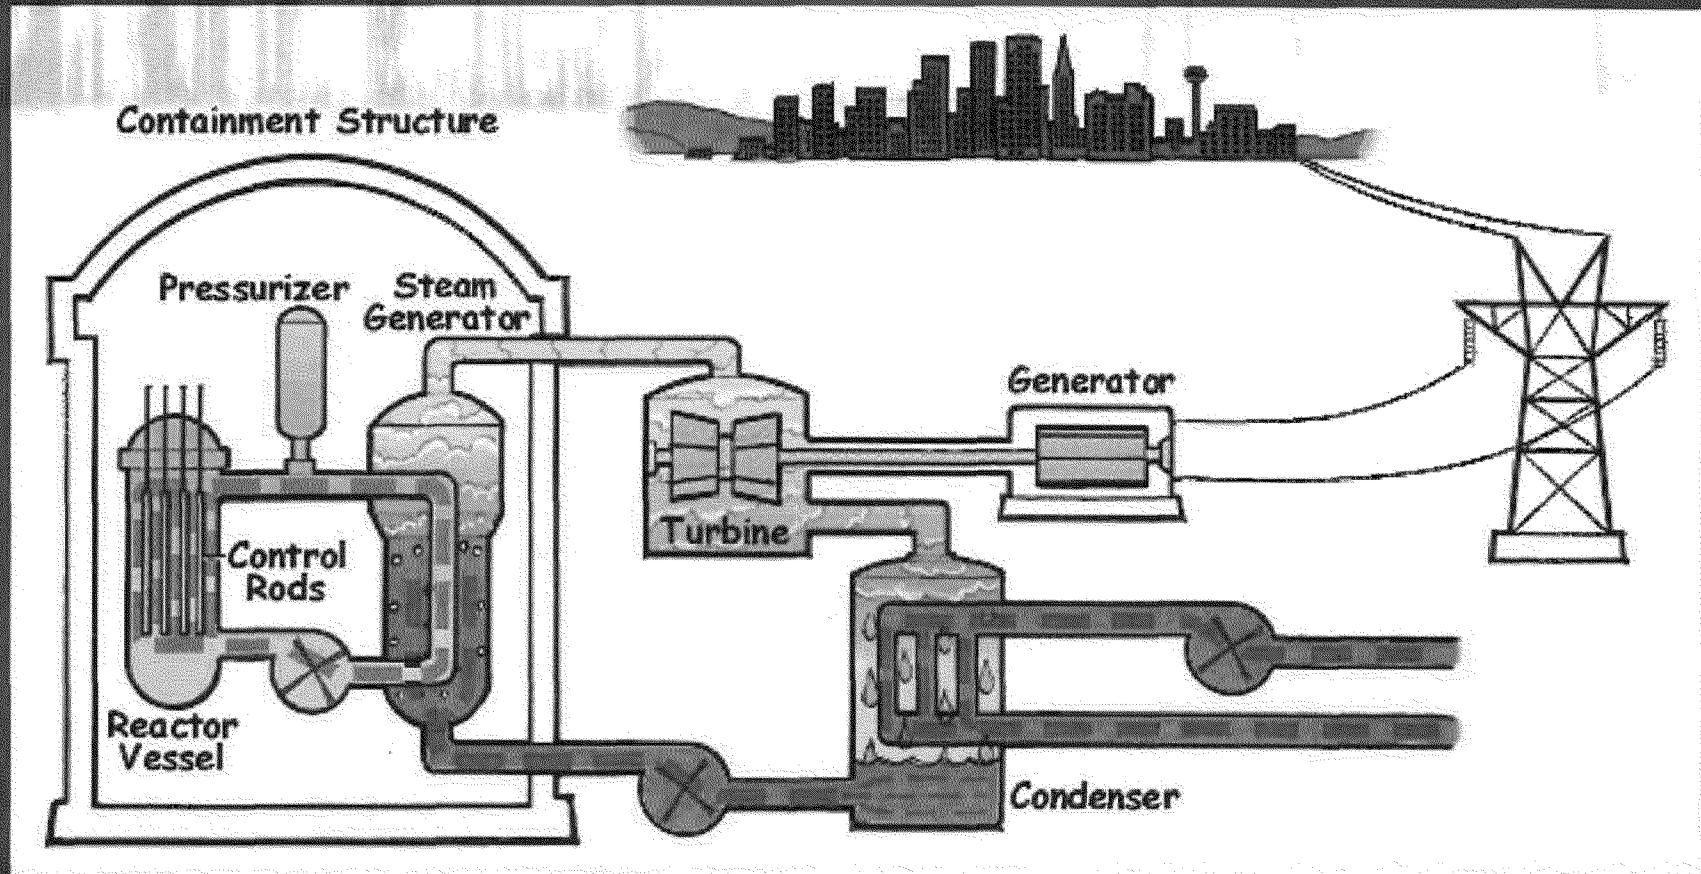 Containment Structure
Pressurizer
Steam
Generator
Generator
Turbine
Control
Rods
Reactor
Vessel
Condenser